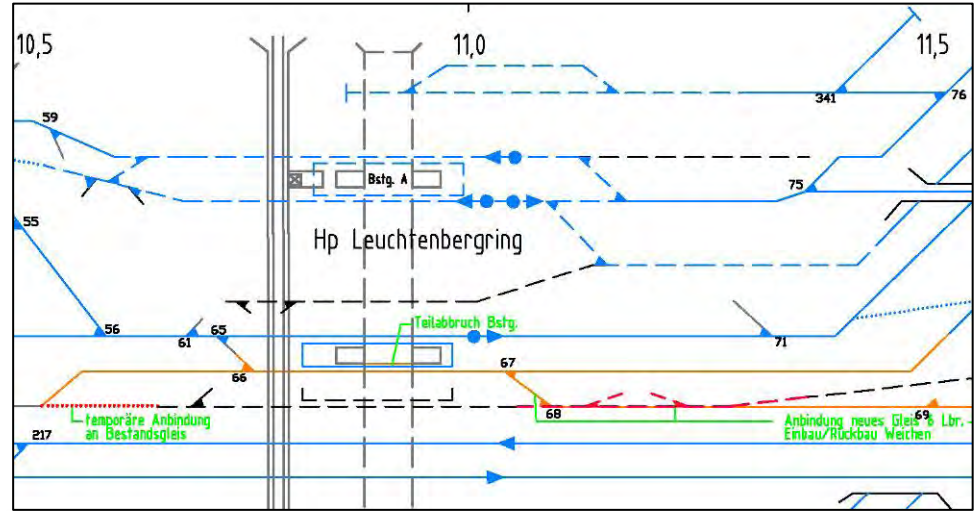 10,5
11,0
11,5
59
341
76
Bstg. A
75
55
Hp Leuchtenbergring
Teilabbruch Bstg.
56
61
65
71
66
67
temporäre Anbindung
an Bestandsgleis
68
69
Anbindung neues Gleis 6 Lbr.-
Einbau/Rückbau Weichen
217